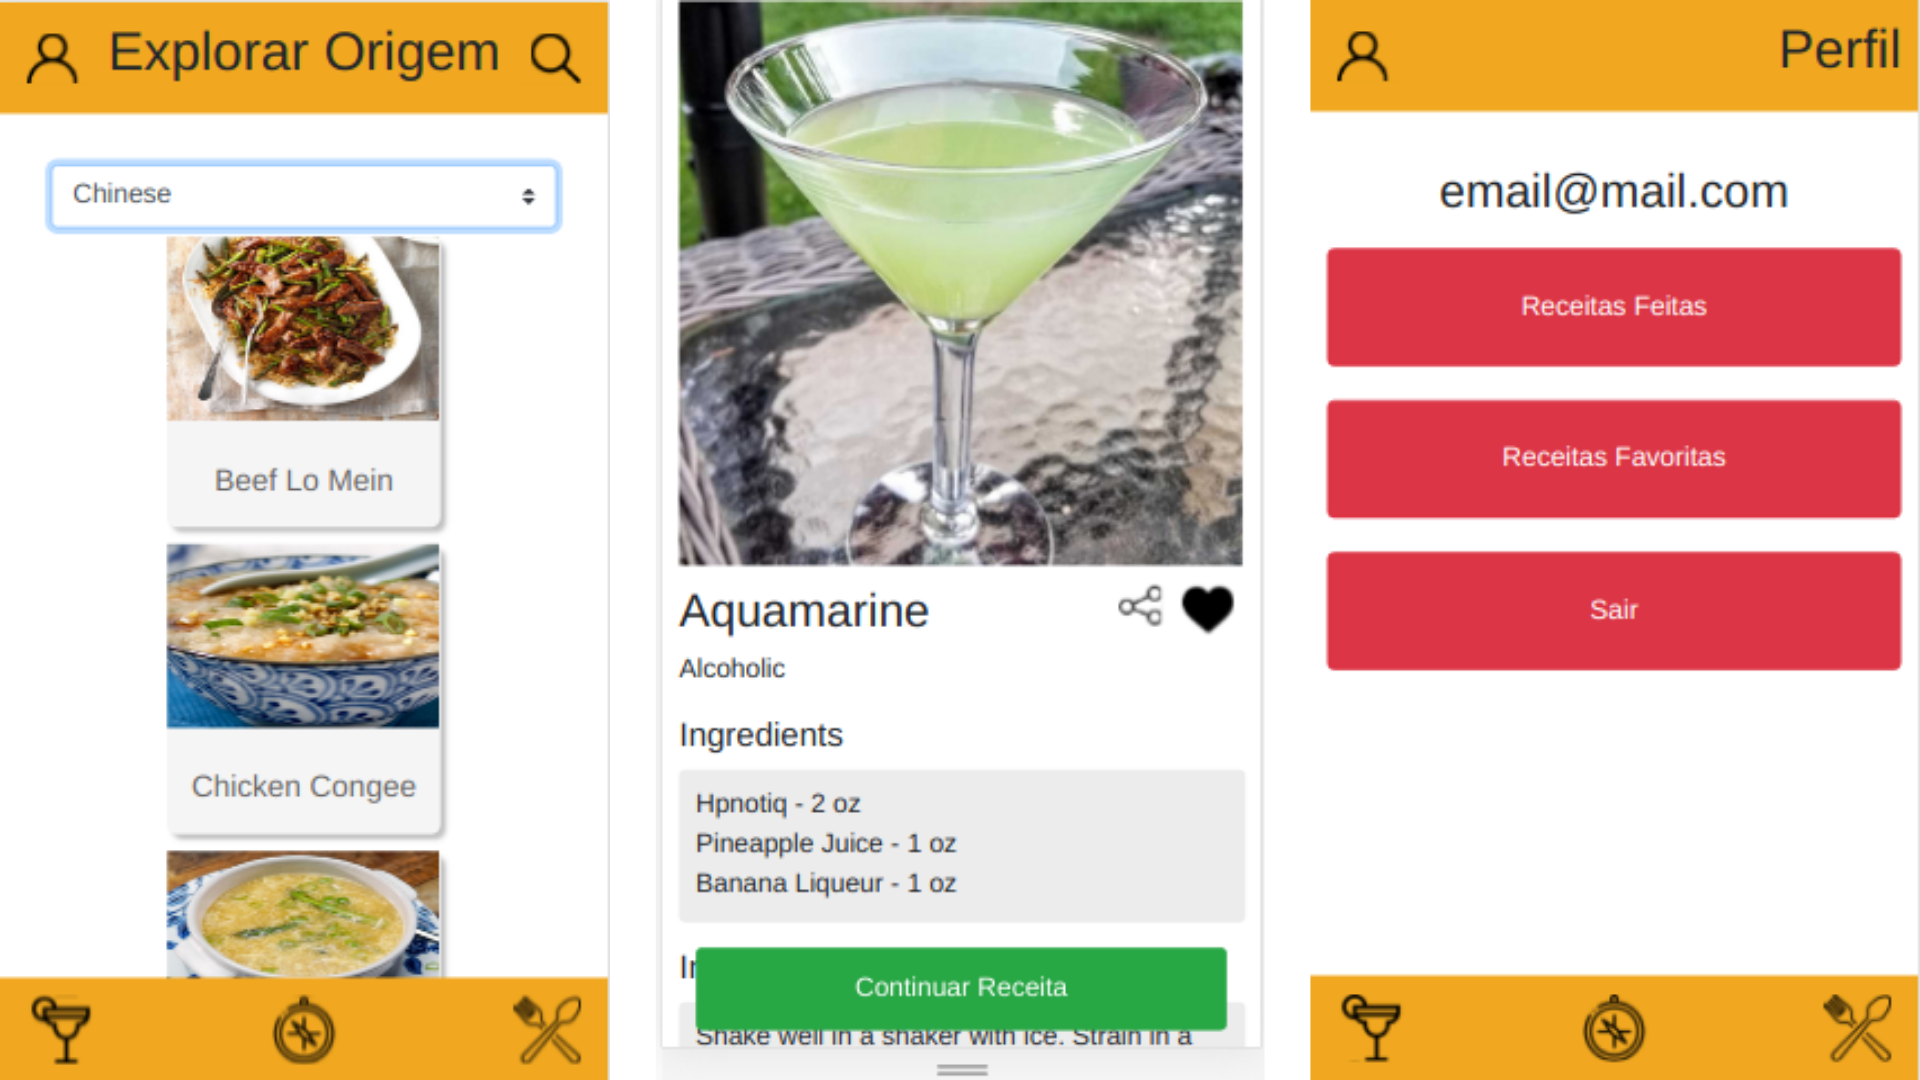 Explorar Origem
Chinese
Beef Lo Mein
Chicken Congee
Aquamarine
Alcoholic
Ingredients
Hpnotiq - 2 oz
Pineapple Juice - 1 oz
Banana Liqueur - 1 oz
Continuar Receita
Shake well in a shaker with ice. Strain in a
Perfil
email@mail.com
Receitas Feitas
Receitas Favoritas
Sair